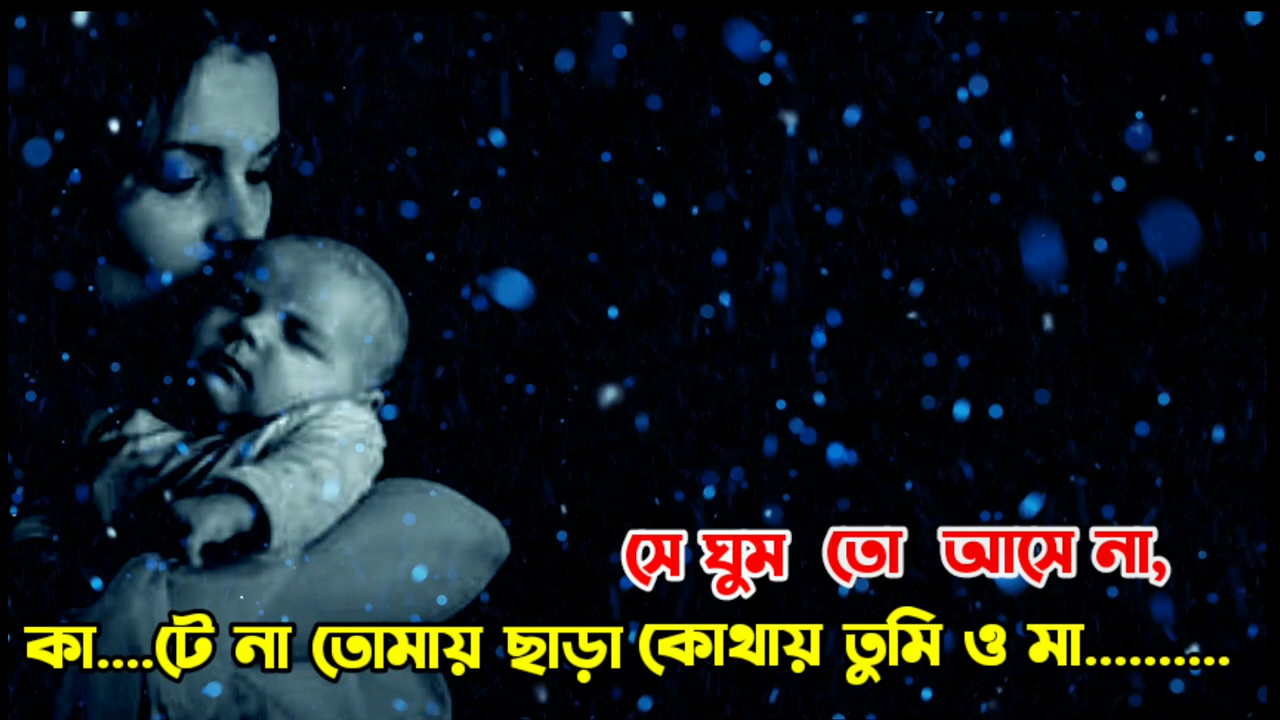 সে ঘুম তো আসে না,
কা....টে না তোমায় ছাড়া কোথায় তুমি ও মা..........